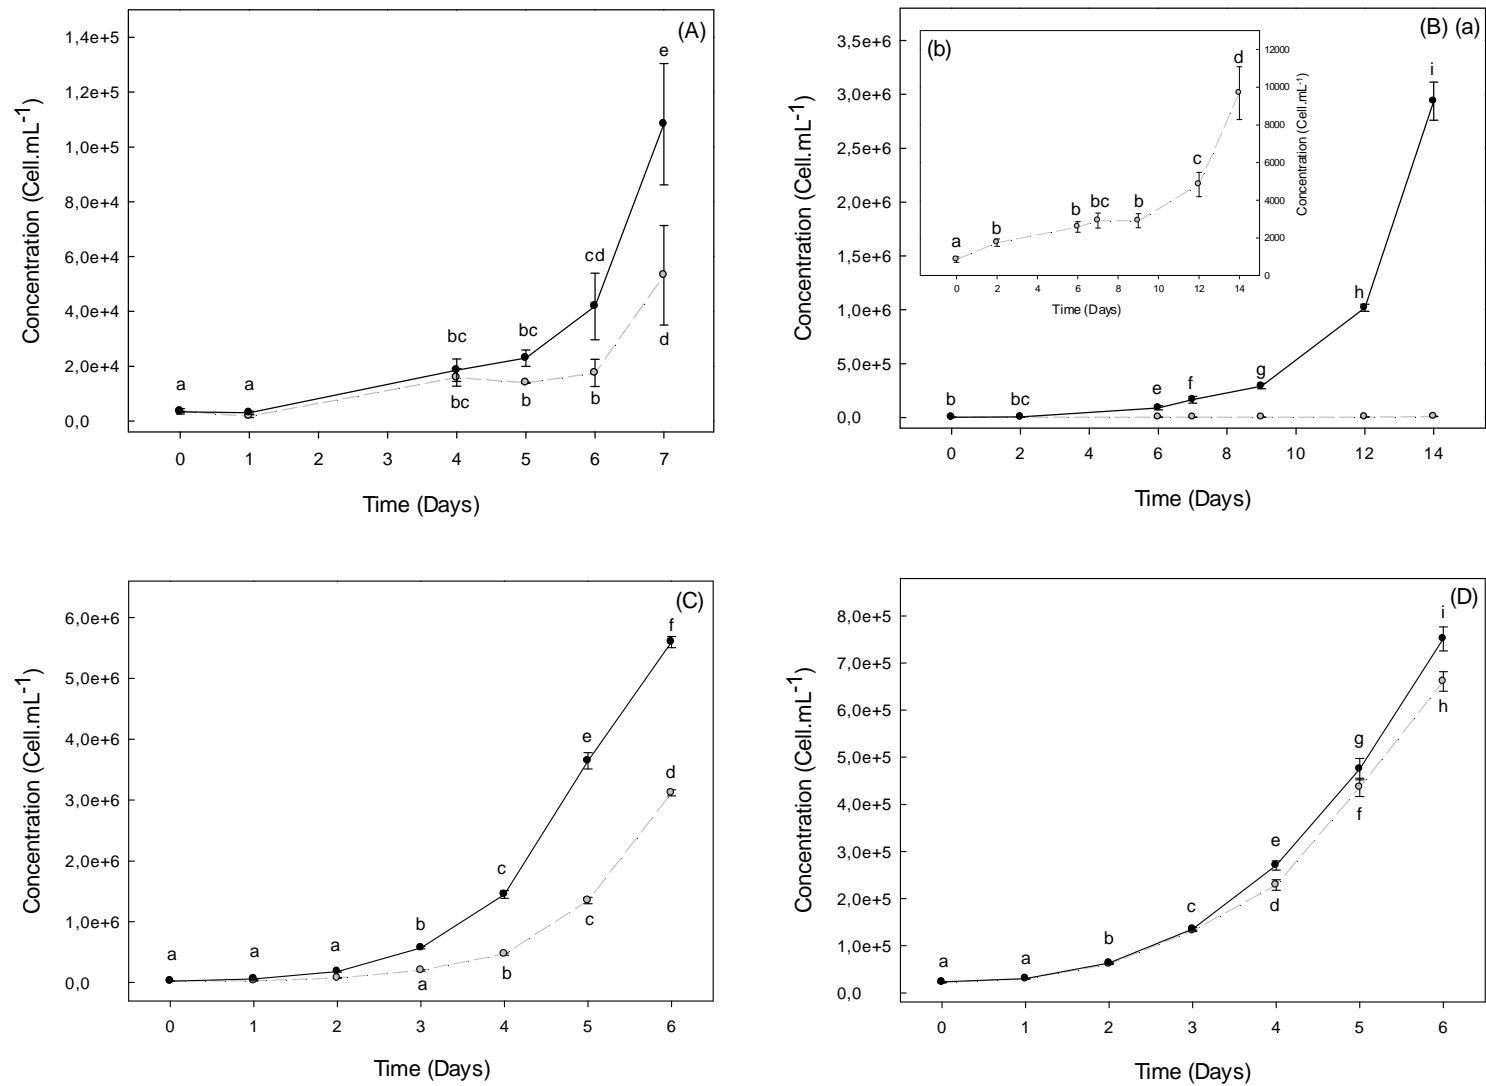 (A)
1,4e+5
1,2e+5
1,0e+5
8,0e+4
6,0e+4
4,0e+4
2,0e+4
0,0
Concentration (Cell.mL-1)
a a bc bc cd e
bc b b d
0 1 2 3 4 5 6 7
Time (Days)
(B) (a)
3,5e+6
3,0e+6
2,5e+6
2,0e+6
1,5e+6
1,0e+6
5,0e+5
0,0
Concentration (Cell.mL-1)
b bc e f g h i
0 2 4 6 8 10 12 14
Time (Days)
(b)
a b b bc b c d
12000
10000
8000
6000
4000
2000
0
Concentration (Cell.mL-1)
0 2 4 6 8 10 12 14
Time (Days)
(C)
6,0e+6
5,0e+6
4,0e+6
3,0e+6
2,0e+6
1,0e+6
0,0
Concentration (Cell.mL-1)
a a a b c e f
a b c d
0 1 2 3 4 5 6
Time (Days)
(D)
8,0e+5
7,0e+5
6,0e+5
5,0e+5
4,0e+5
3,0e+5
2,0e+5
1,0e+5
0,0
Concentration (Cell.mL-1)
a a b c e g i
d f h
0 1 2 3 4 5 6
Time (Days)